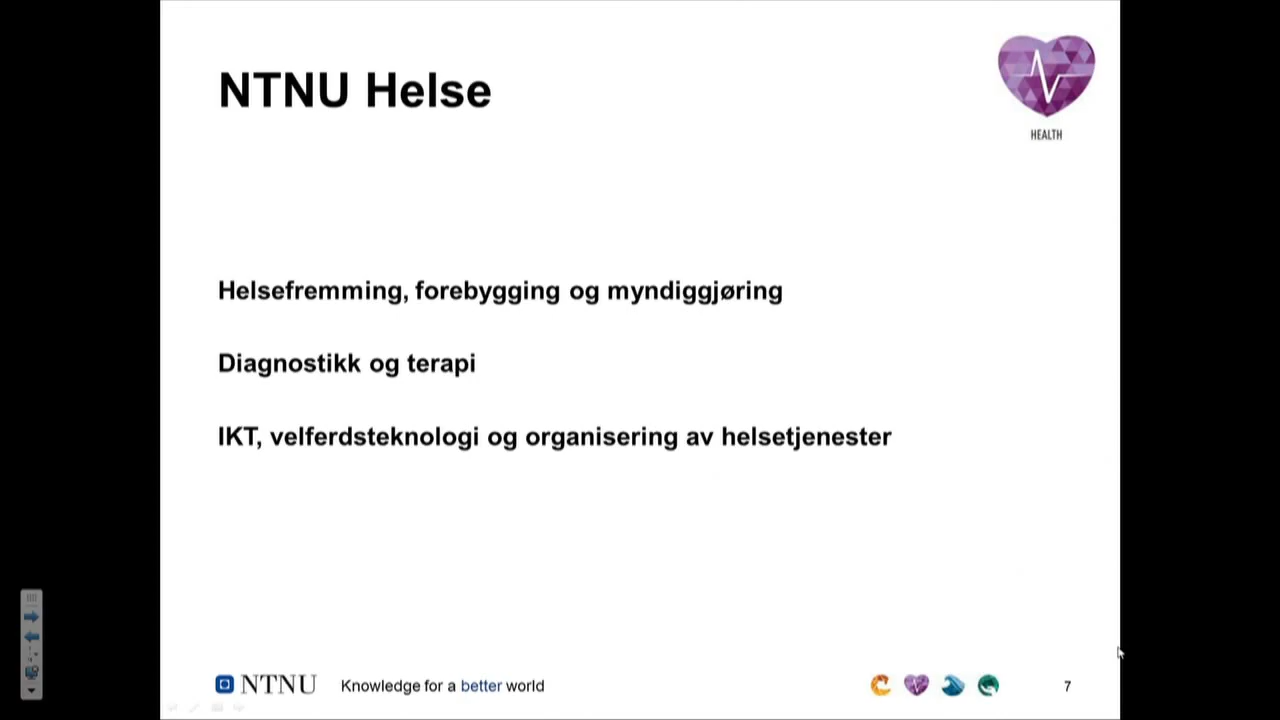 NTNU Helse
HEALTH
Helsefremming, forebygging og myndiggjøring
Diagnostikk og terapi
IKT, velferdsteknologi og organisering av helsetjenester
NTNU Knowledge for a better world
7